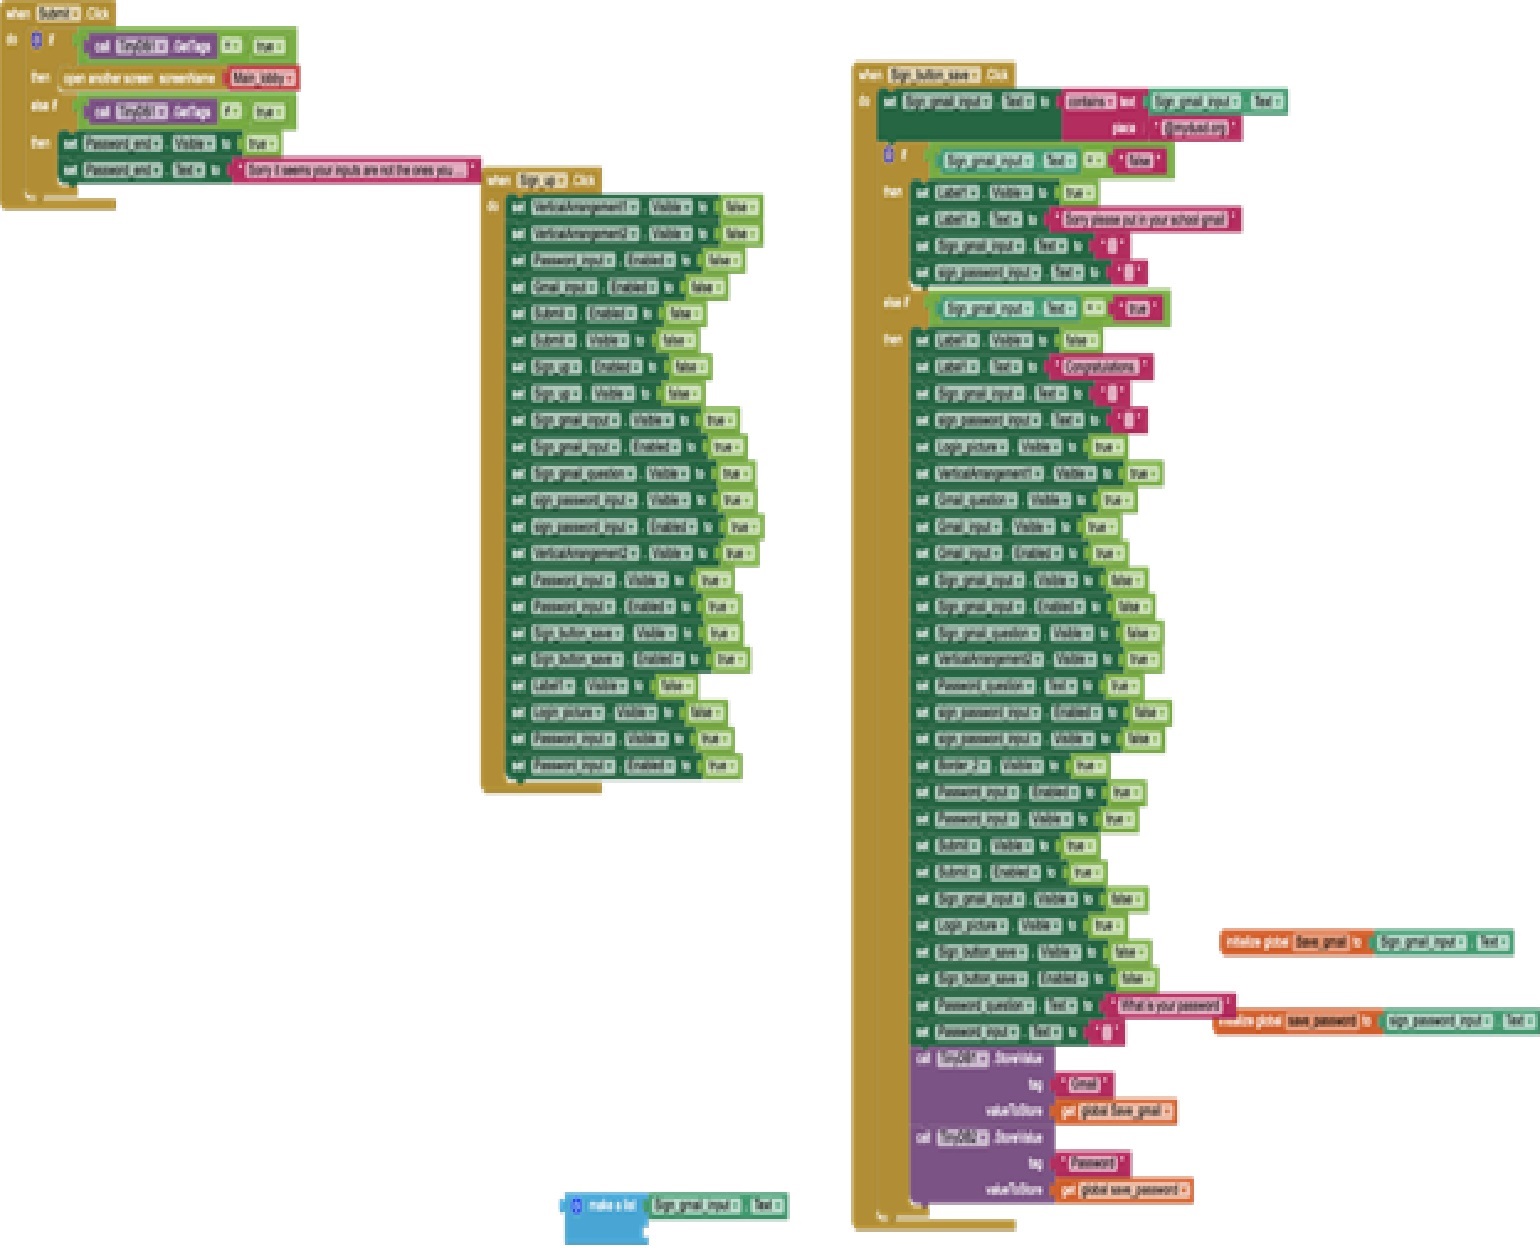 when Submit .Click
do if call TinyDB1 .GetTags = true
then open another screen screenName Main_lobby
else if call TinyDB1 .GetTags ≠ true
then set Password_end . Visible to true
set Password_end . Text to " Sorry it seems your inputs are not the ones you ... "
when Sign_up .Click
do set VerticalArrangement1 . Visible to false
set VerticalArrangement2 . Visible to false
set Password_input . Enabled to false
set Gmail_input . Enabled to false
set Submit . Enabled to false
set Submit . Visible to false
set Sign_up . Enabled to false
set Sign_up . Visible to false
set Sign_gmail_input . Visible to true
set Sign_gmail_input . Enabled to true
set Sign_gmail_question . Visible to true
set sign_password_input . Visible to true
set sign_password_input . Enabled to true
set VerticalArrangement2 . Visible to true
set Password_input . Visible to true
set Password_input . Enabled to true
set Sign_button_save . Visible to true
set Sign_button_save . Enabled to true
set Label1 . Visible to false
set Login_picture . Visible to false
set Password_input . Visible to true
set Password_input . Enabled to true
when Sign_button_save .Click
do set Sign_gmail_input . Text to contains text Sign_gmail_input . Text
piece
if Sign_gmail_input . Text = " false "
then set Label1 . Visible to true
set Label1 . Text to " Sorry please put in your school gmail "
set Sign_gmail_input . Text to " "
set sign_password_input . Text to " "
else if Sign_gmail_input . Text = " true "
then set Label1 . Visible to false
set Label1 . Text to " Congratulations "
set Sign_gmail_input . Text to " "
set sign_password_input . Text to " "
set Login_picture . Visible to true
set VerticalArrangement1 . Visible to true
set Gmail_question . Visible to true
set Gmail_input . Visible to true
set Gmail_input . Enabled to true
set Sign_gmail_input . Visible to false
set Sign_gmail_input . Enabled to false
set Sign_gmail_question . Visible to false
set VerticalArrangement2 . Visible to true
set Password_question . Text to true
set sign_password_input . Enabled to false
set sign_password_input . Visible to false
set Border_2 . Visible to true
set Password_input . Enabled to true
set Password_input . Visible to true
set Submit . Visible to true
set Submit . Enabled to true
set Sign_gmail_input . Visible to false
set Login_picture . Visible to true
set Sign_button_save . Visible to false
set Sign_button_save . Enabled to false
set Password_question . Text to " What is your password "
set Password_input . Text to " "
call TinyDB1 .StoreValue
tag " Gmail "
valueToStore get global Save_gmail
call TinyDB2 .StoreValue
tag " Password "
valueToStore get global save_password
initialize global Save_gmail to Sign_gmail_input . Text
initialize global save_password to sign_password_input . Text
make a list Sign_gmail_input . Text